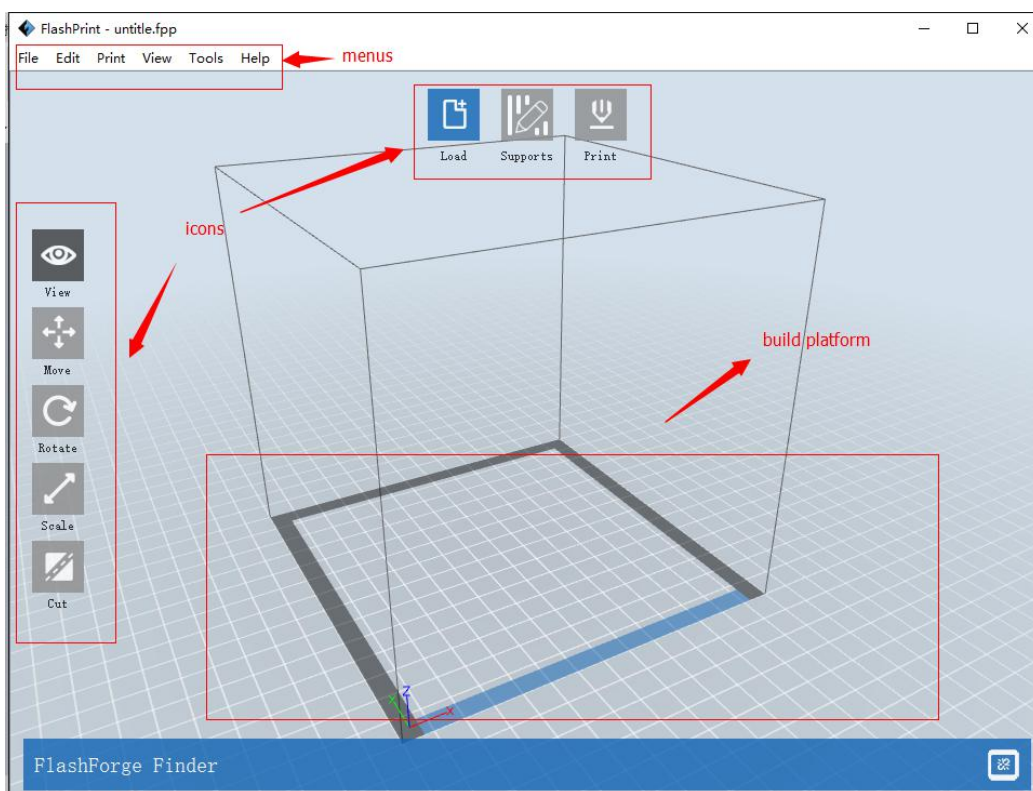 FlashPrint - untitle.fpp
File Edit Print View Tools Help
menus
Load Supports Print
icons
View
Move
Rotate
Scale
Cut
build platform
Z
X
FlashForge Finder